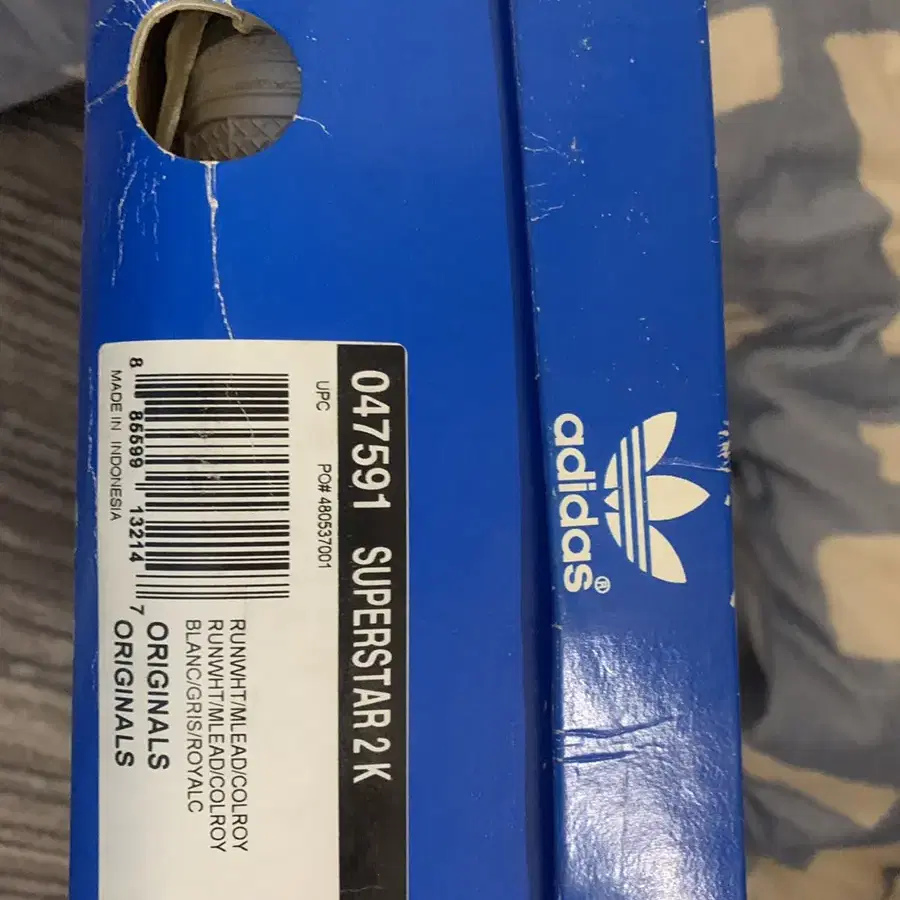 adidas®
047591 SUPERSTAR 2 K
UPC PO# 480537001
8 85599 13214 7
MADE IN INDONESIA
RUNWHT/MLEAD/COLROY
RUNWHT/MLEAD/COLROY
BLANC/GRIS/ROYALC
ORIGINALS
ORIGINALS